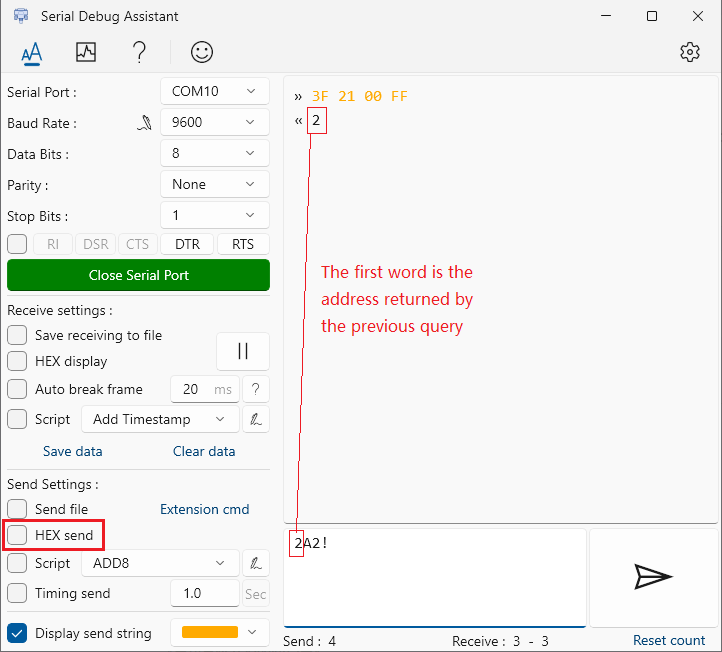 Serial Debug Assistant
AA
?
Serial Port :
COM10
Baud Rate :
9600
Data Bits :
8
Parity :
None
Stop Bits :
1
RI DSR CTS DTR RTS
Close Serial Port
Receive settings :
Save receiving to file
HEX display
Auto break frame
20 ms
?
Script
Add Timestamp
Save data
Clear data
Send Settings :
Send file
Extension cmd
HEX send
Script
ADD8
Timing send
1.0
Sec
Display send string
» 3F 21 00 FF
« 2
The first word is the
address returned by
the previous query
2A2!
Send : 4
Receive : 3 - 3
Reset count